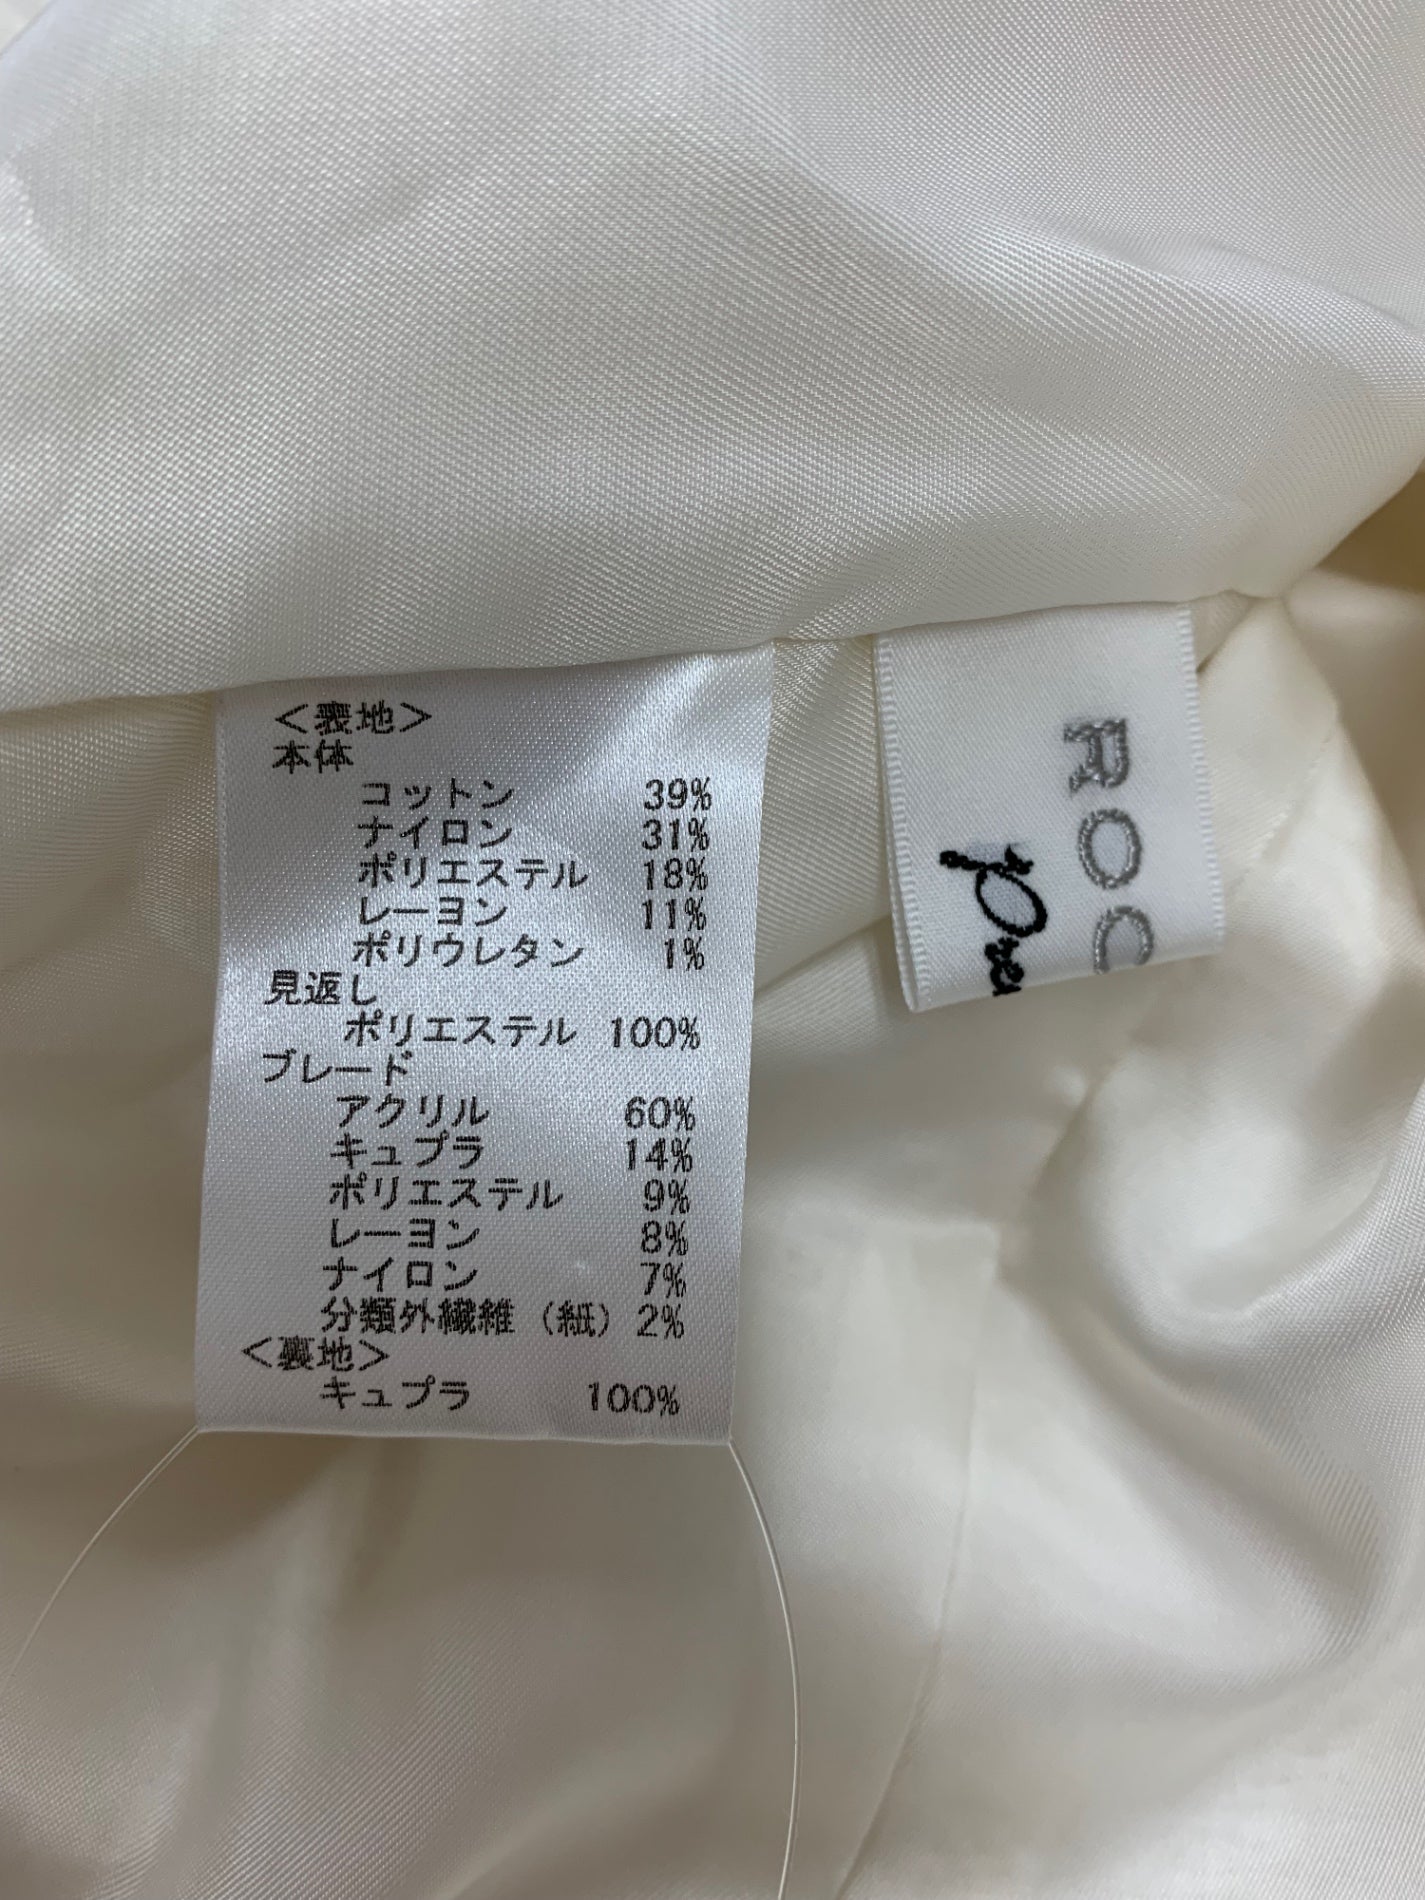 <表地>
本体
コットン 39%
ナイロン 31%
ポリエステル 18%
レーヨン 11%
ポリウレタン 1%
見返し
ポリエステル 100%
ブレード
アクリル 60%
キュプラ 14%
ポリエステル 9%
レーヨン 8%
ナイロン 7%
分類外繊維（紙） 2%
<裏地>
キュプラ 100%
ROC